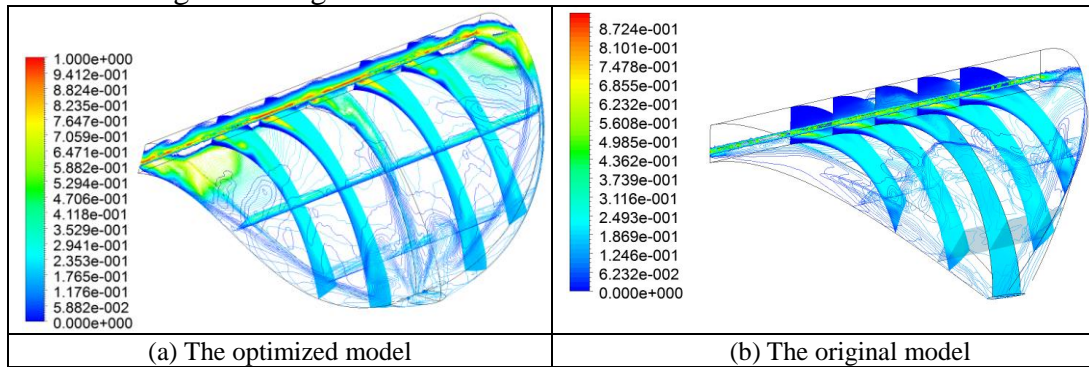 1.000e+000
9.412e-001
8.824e-001
8.235e-001
7.647e-001
7.059e-001
6.471e-001
5.882e-001
5.294e-001
4.706e-001
4.118e-001
3.529e-001
2.941e-001
2.353e-001
1.765e-001
1.176e-001
5.882e-002
0.000e+000
8.724e-001
8.101e-001
7.478e-001
6.855e-001
6.232e-001
5.608e-001
4.985e-001
4.362e-001
3.739e-001
3.116e-001
2.493e-001
1.869e-001
1.246e-001
6.232e-002
0.000e+000
(a) The optimized model
(b) The original model